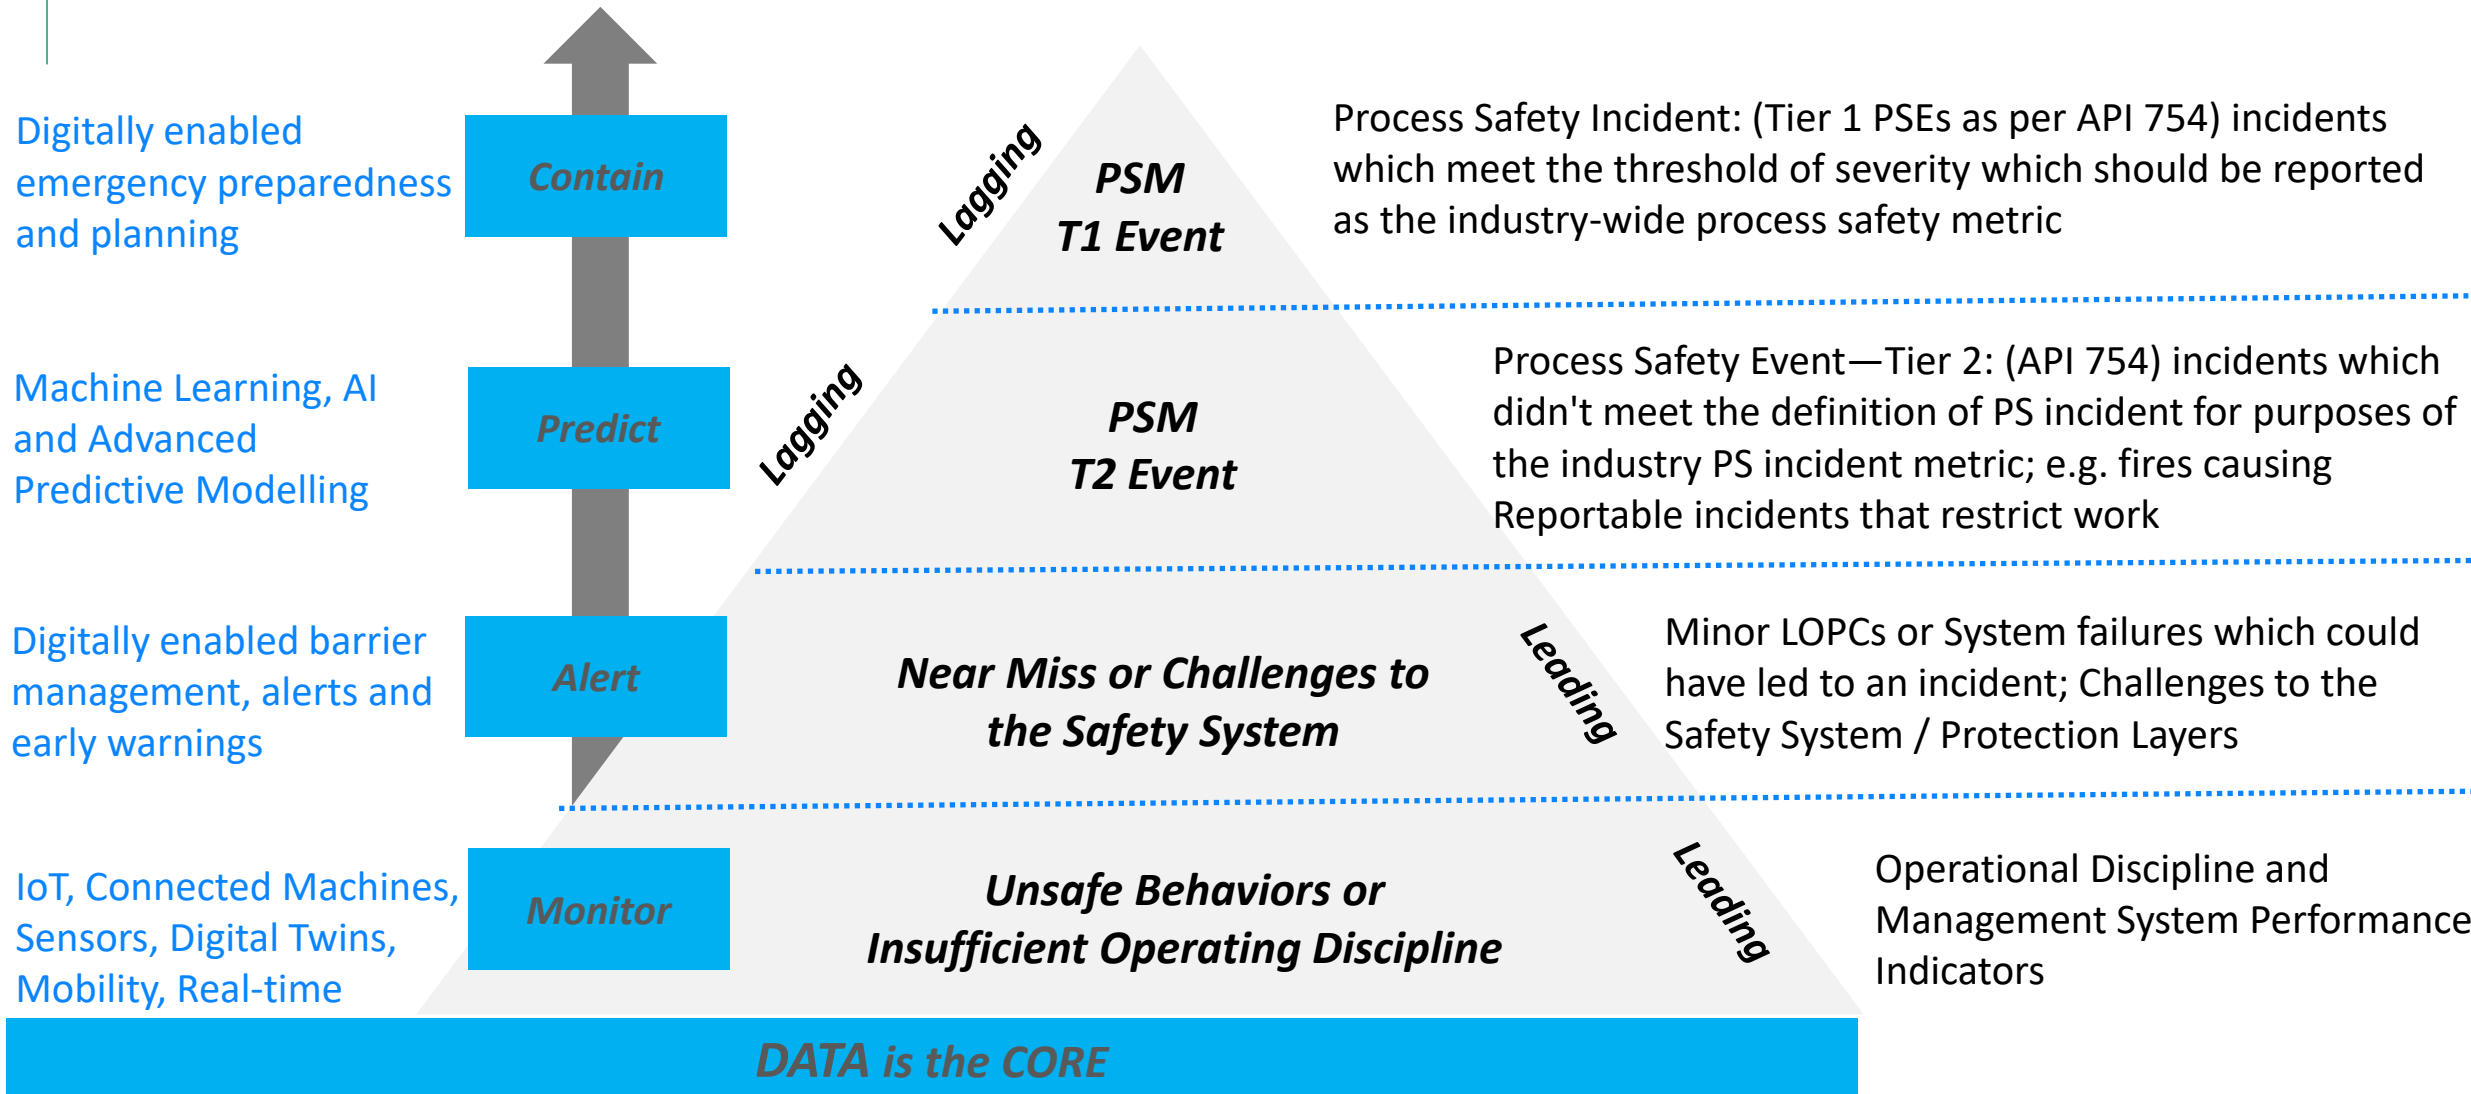 Digitally enabled
emergency preparedness
and planning
Contain
Lagging
PSM
T1 Event
Process Safety Incident: (Tier 1 PSEs as per API 754) incidents
which meet the threshold of severity which should be reported
as the industry-wide process safety metric
Machine Learning, AI
and Advanced
Predictive Modelling
Predict
Lagging
PSM
T2 Event
Process Safety Event—Tier 2: (API 754) incidents which
didn't meet the definition of PS incident for purposes of
the industry PS incident metric; e.g. fires causing
Reportable incidents that restrict work
Digitally enabled barrier
management, alerts and
early warnings
Alert
Near Miss or Challenges to
the Safety System
Leading
Minor LOPCs or System failures which could
have led to an incident; Challenges to the
Safety System / Protection Layers
IoT, Connected Machines,
Sensors, Digital Twins,
Mobility, Real-time
Monitor
Unsafe Behaviors or
Insufficient Operating Discipline
Leading
Operational Discipline and
Management System Performance
Indicators
DATA is the CORE